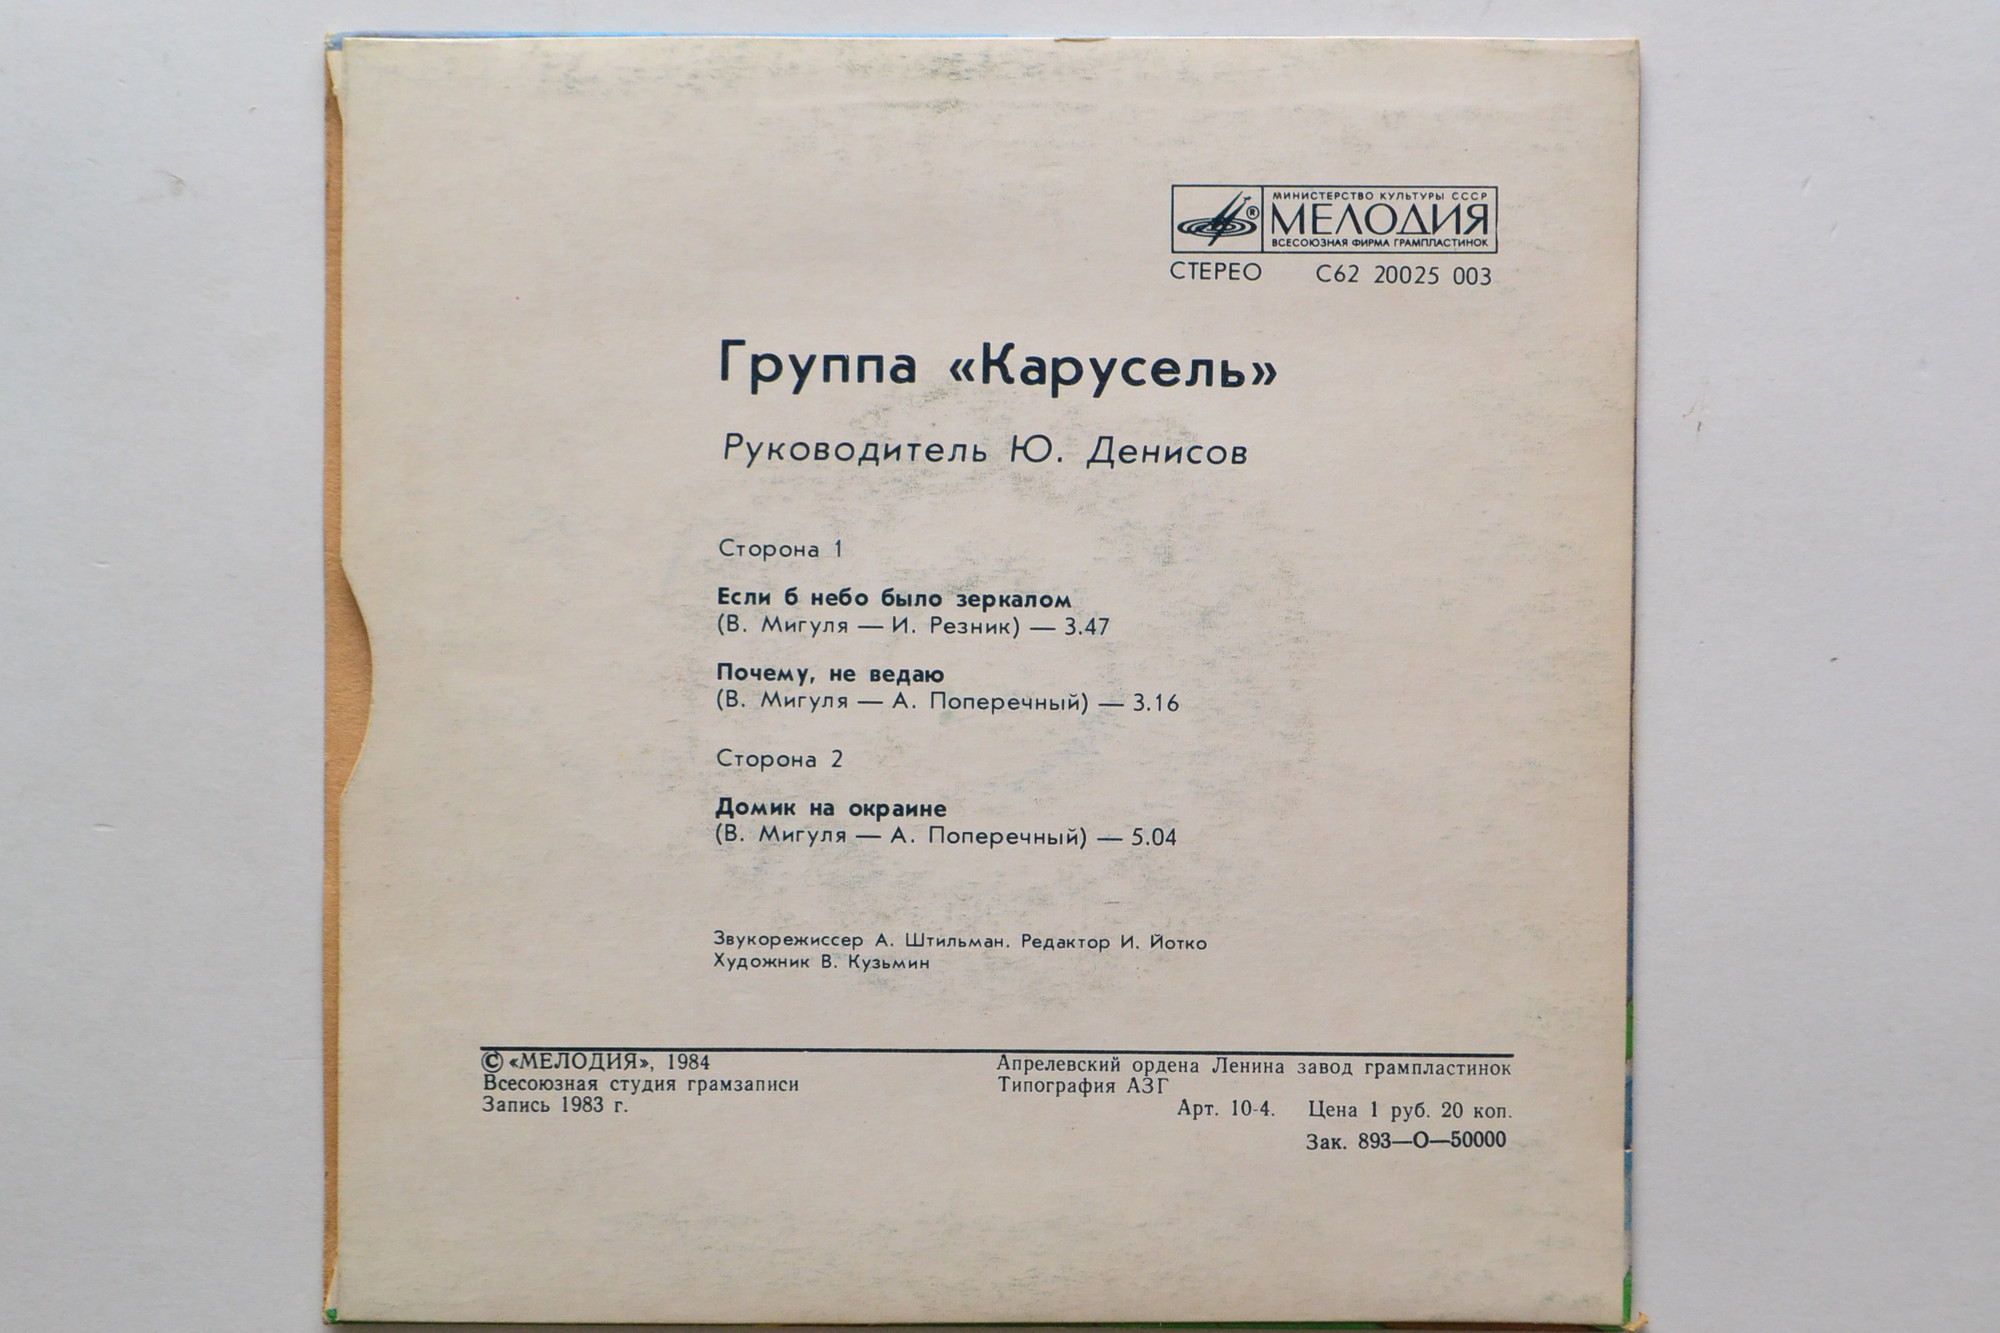 МИНИСТЕРСТВО КУЛЬТУРЫ СССР
МЕЛОДИЯ
ВСЕСОЮЗНАЯ ФИРМА ГРАМПЛАСТИНОК
СТЕРЕО С62 20025 003
Группа «Карусель»
Руководитель Ю. Денисов
Сторона 1
Если б небо было зеркалом
(В. Мигуля — И. Резник) — 3.47
Почему, не ведаю
(В. Мигуля — А. Поперечный) — 3.16
Сторона 2
Домик на окраине
(В. Мигуля — А. Поперечный) — 5.04
Звукорежиссер А. Штильман. Редактор И. Йотко
Художник В. Кузьмин
© «МЕЛОДИЯ», 1984
Всесоюзная студия грамзаписи
Запись 1983 г.
Апрелевский ордена Ленина завод грампластинок
Типография АЗГ
Арт. 10-4. Цена 1 руб. 20 коп.
Зак. 893—О—50000